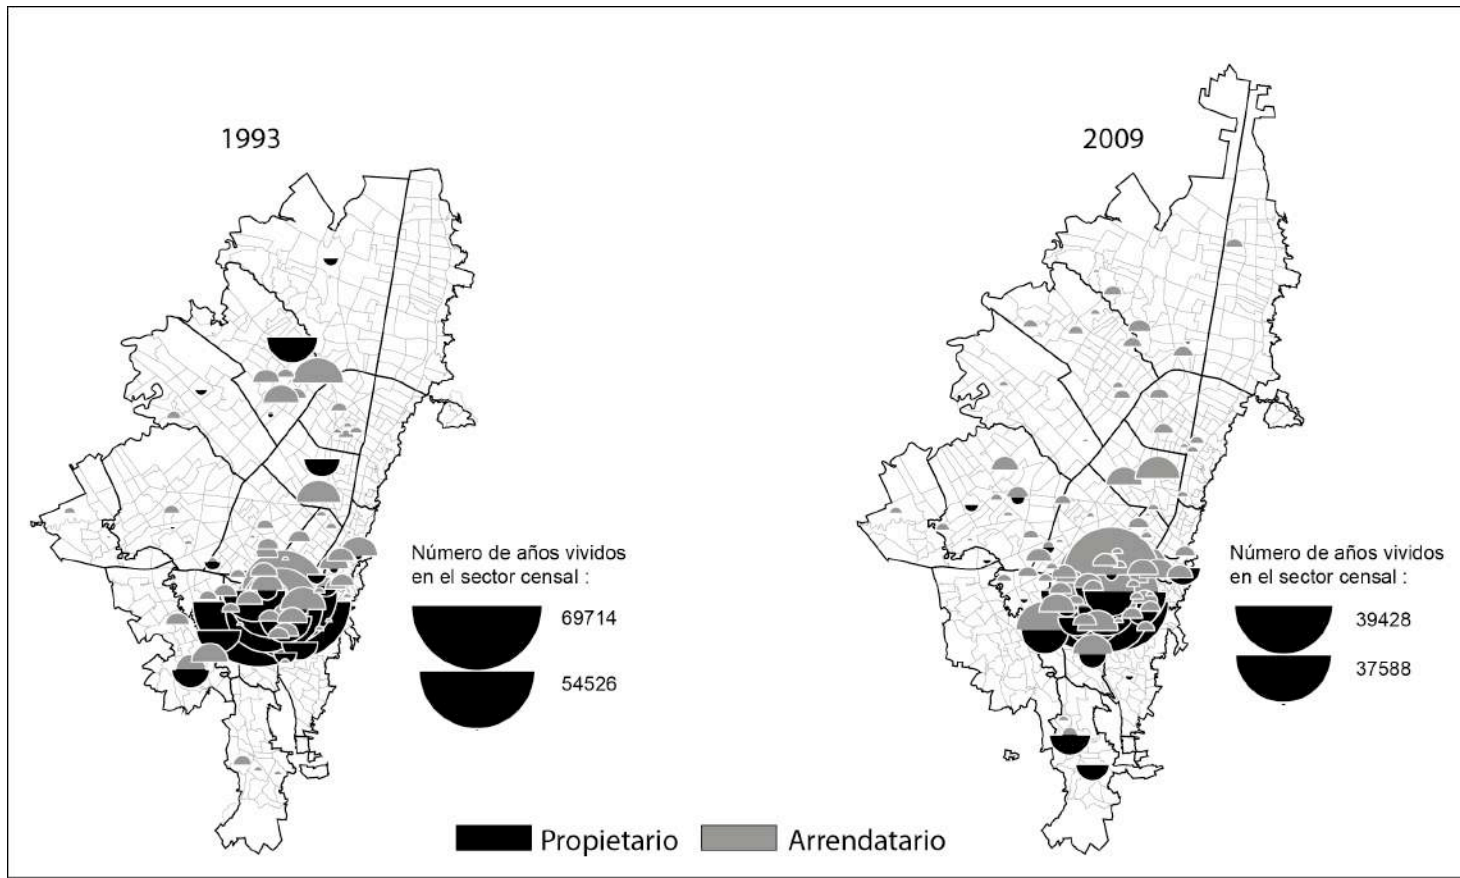 1993
2009
Número de años vividos
en el sector censal :
69714
54526
Número de años vividos
en el sector censal :
39428
37588
Propietario
Arrendatario